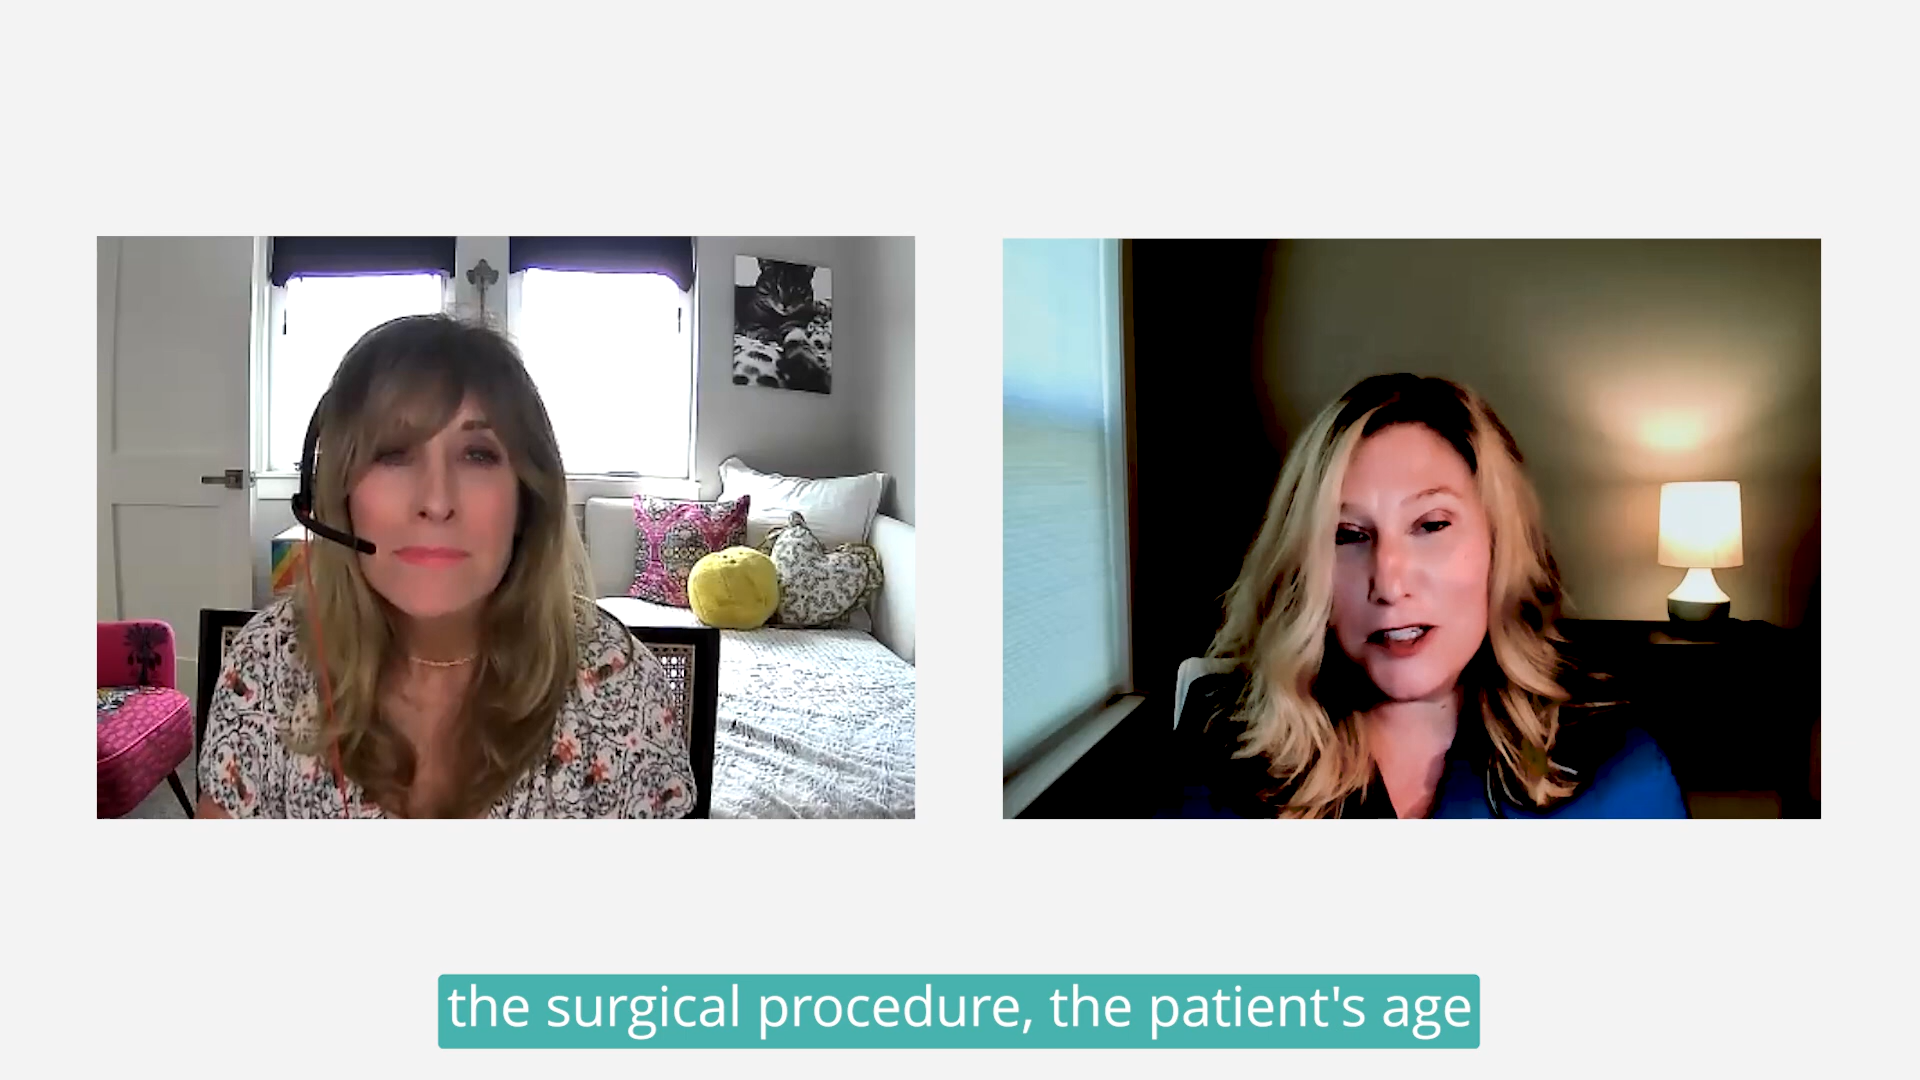 the surgical procedure, the patient's age